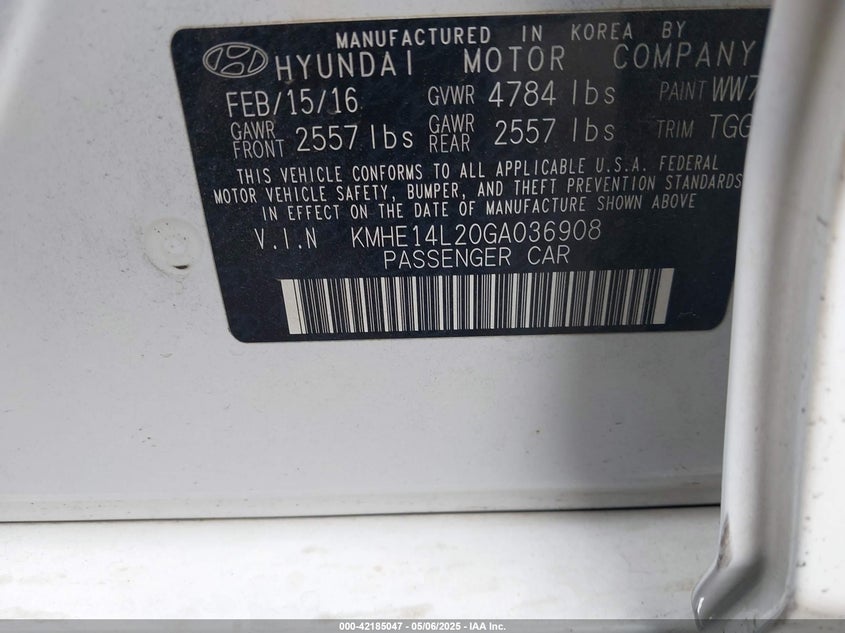 MANUFACTURED IN KOREA BY
HYUNDAI MOTOR COMPANY
FEB/15/16 GVWR 4784 lbs PAINT WW7
GAWR FRONT 2557 lbs GAWR REAR 2557 lbs TRIM TGG
THIS VEHICLE CONFORMS TO ALL APPLICABLE U.S.A. FEDERAL
MOTOR VEHICLE SAFETY, BUMPER, AND THEFT PREVENTION STANDARDS
IN EFFECT ON THE DATE OF MANUFACTURE SHOWN ABOVE
V.I.N KMHE14L20GA036908
PASSENGER CAR
000-42185047 - 05/06/2025 - IAA Inc.